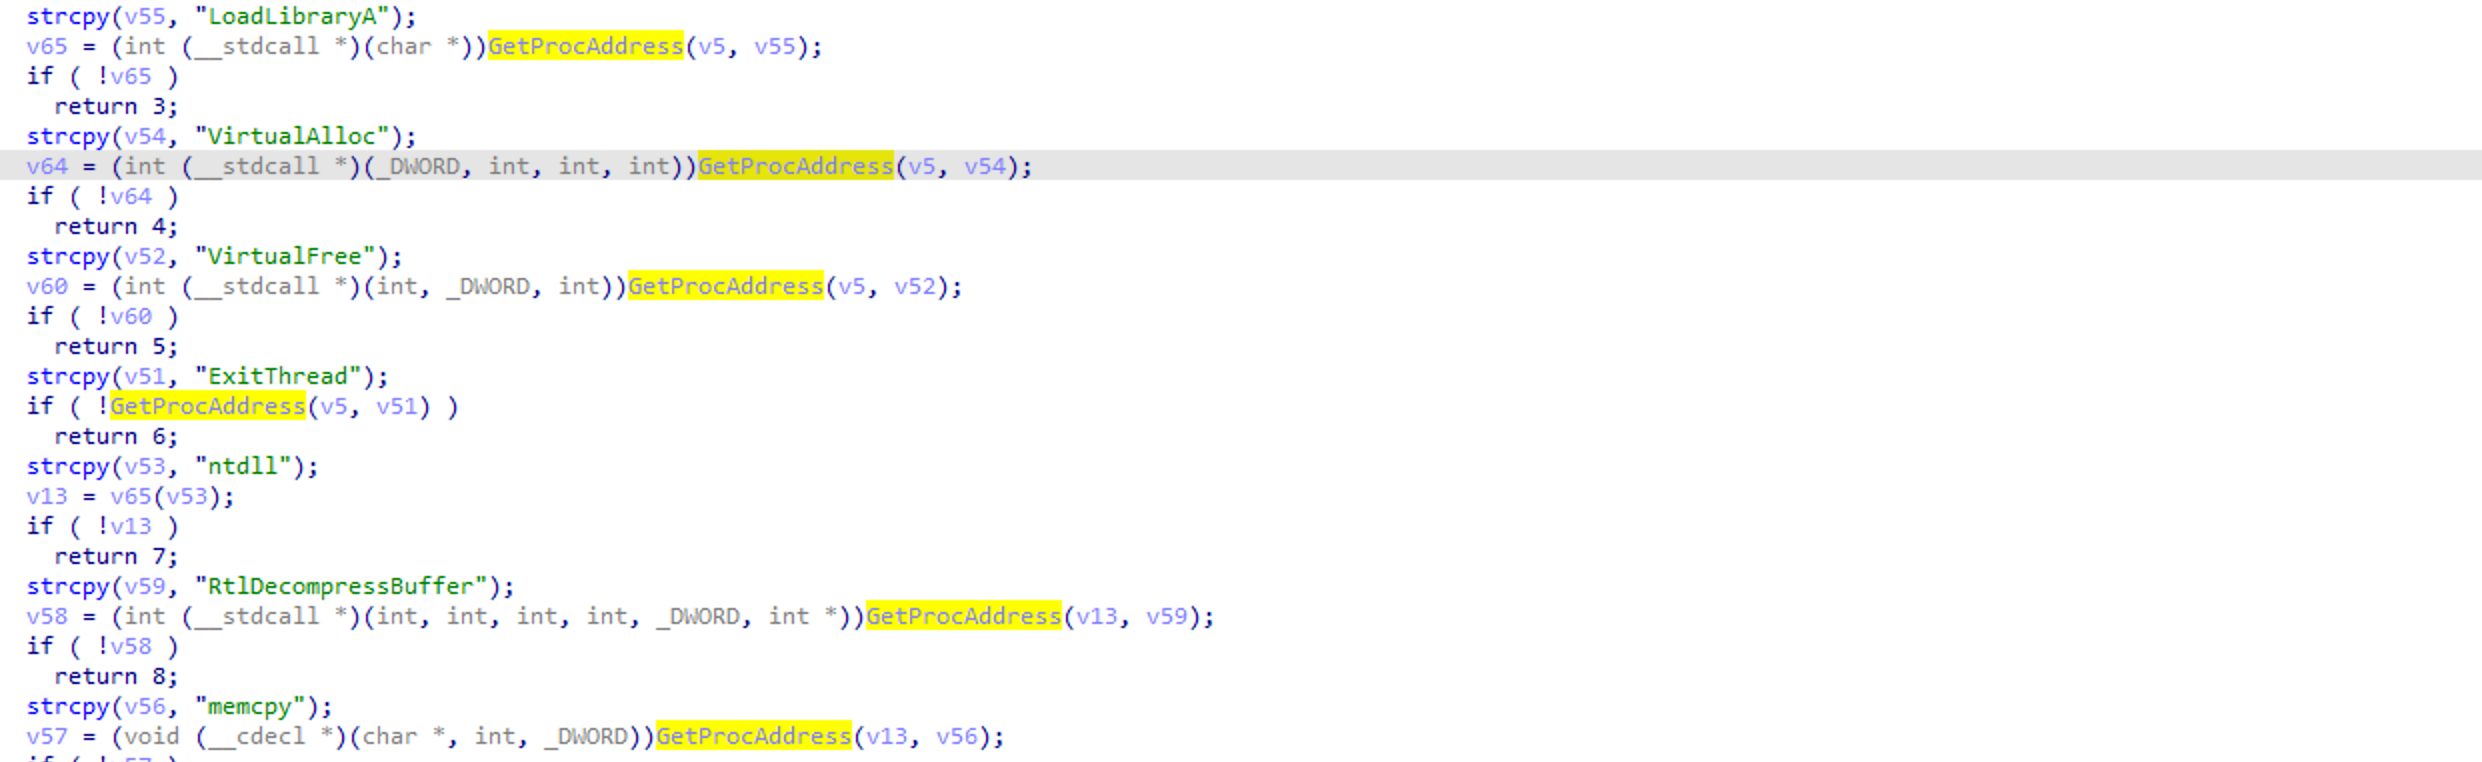 strcpy(v55, "LoadLibraryA");
v65 = (int (__stdcall *)(char *))GetProcAddress(v5, v55);
if ( !v65 )
return 3;
strcpy(v54, "VirtualAlloc");
v64 = (int (__stdcall *)(_DWORD, int, int, int))GetProcAddress(v5, v54);
if ( !v64 )
return 4;
strcpy(v52, "VirtualFree");
v60 = (int (__stdcall *)(int, _DWORD, int))GetProcAddress(v5, v52);
if ( !v60 )
return 5;
strcpy(v51, "ExitThread");
if ( !GetProcAddress(v5, v51) )
return 6;
strcpy(v53, "ntdll");
v13 = v65(v53);
if ( !v13 )
return 7;
strcpy(v59, "RtlDecompressBuffer");
v58 = (int (__stdcall *)(int, int, int, int, _DWORD, int *))GetProcAddress(v13, v59);
if ( !v58 )
return 8;
strcpy(v56, "memcpy");
v57 = (void (__cdecl *)(char *, int, _DWORD))GetProcAddress(v13, v56);